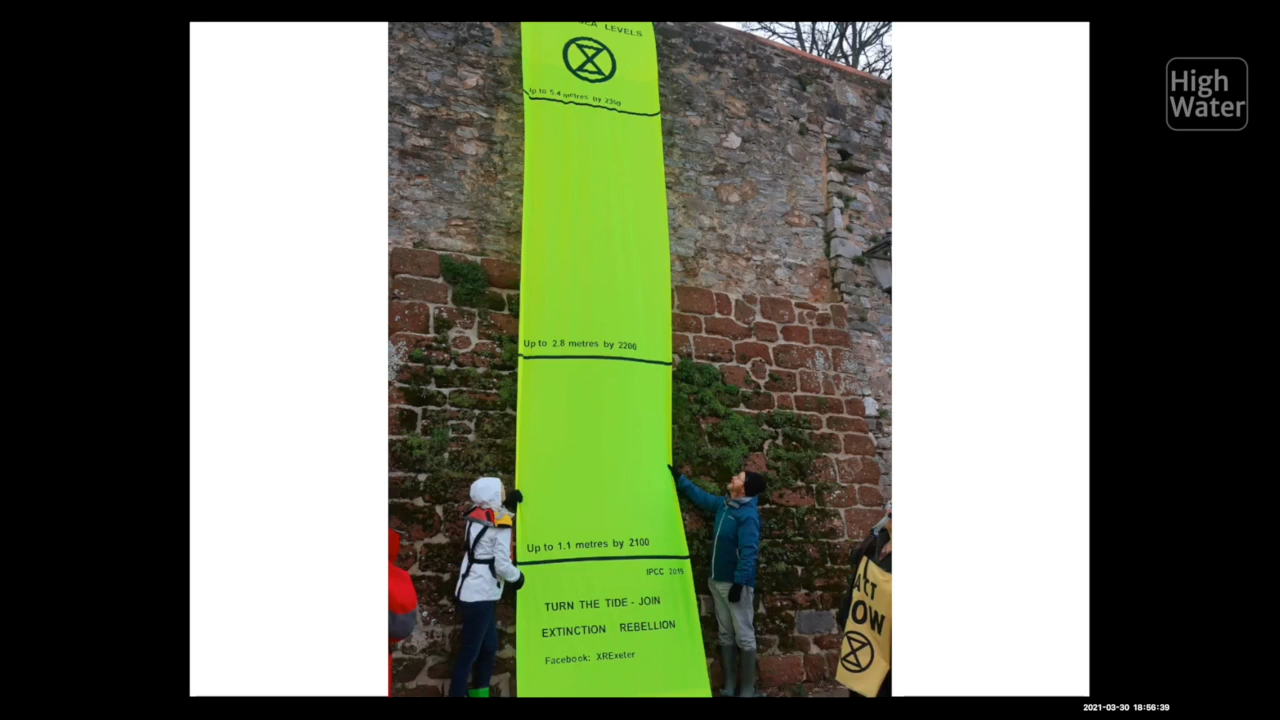 LEVELS
Up to 5.4 metres by 2300
Up to 2.8 metres by 2200
Up to 1.1 metres by 2100
IPCC 2019
TURN THE TIDE - JOIN
EXTINCTION REBELLION
Facebook: XRExeter
High
Water
2021-03-30 18:56:39